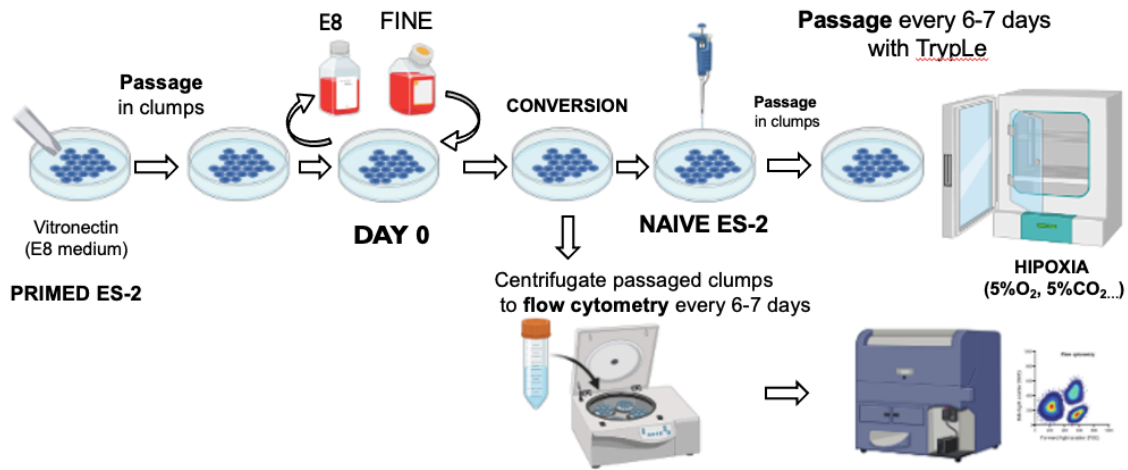 E8
FINE
Passage every 6-7 days
with TrypLe
Passage
in clumps
CONVERSION
Passage
in clumps
Vitronectin
(E8 medium)
DAY 0
NAIVE ES-2
PRIMED ES-2
HIPOXIA
(5%O₂, 5%CO₂...)
Centrifugate passaged clumps
to flow cytometry every 6-7 days
Flow cytometry